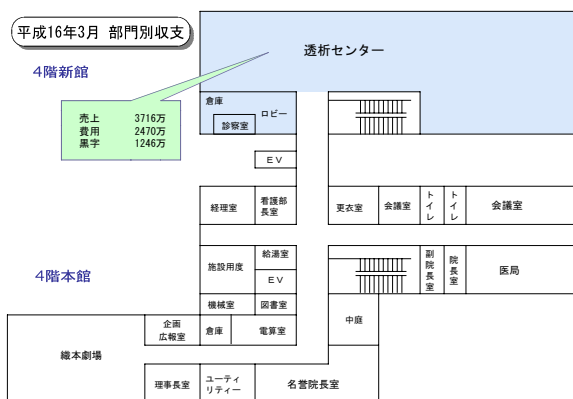 平成16年3月 部門別収支
透析センター
4階新館
倉庫
ロビー
診察室
売上 3716万
費用 2470万
黒字 1246万
ＥＶ
経理室
看護部
長室
更衣室
会議室
トイレ
トイレ
会議室
給湯室
施設用度
ＥＶ
副院長室
院長室
医局
4階本館
機械室
図書室
企画
広報室
倉庫
電算室
中庭
織本劇場
理事長室
ユーティ
リティー
名誉院長室